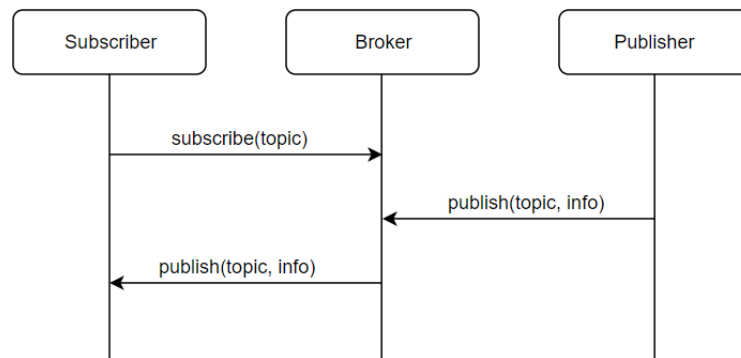 Subscriber
Broker
Publisher
subscribe(topic)
publish(topic, info)
publish(topic, info)